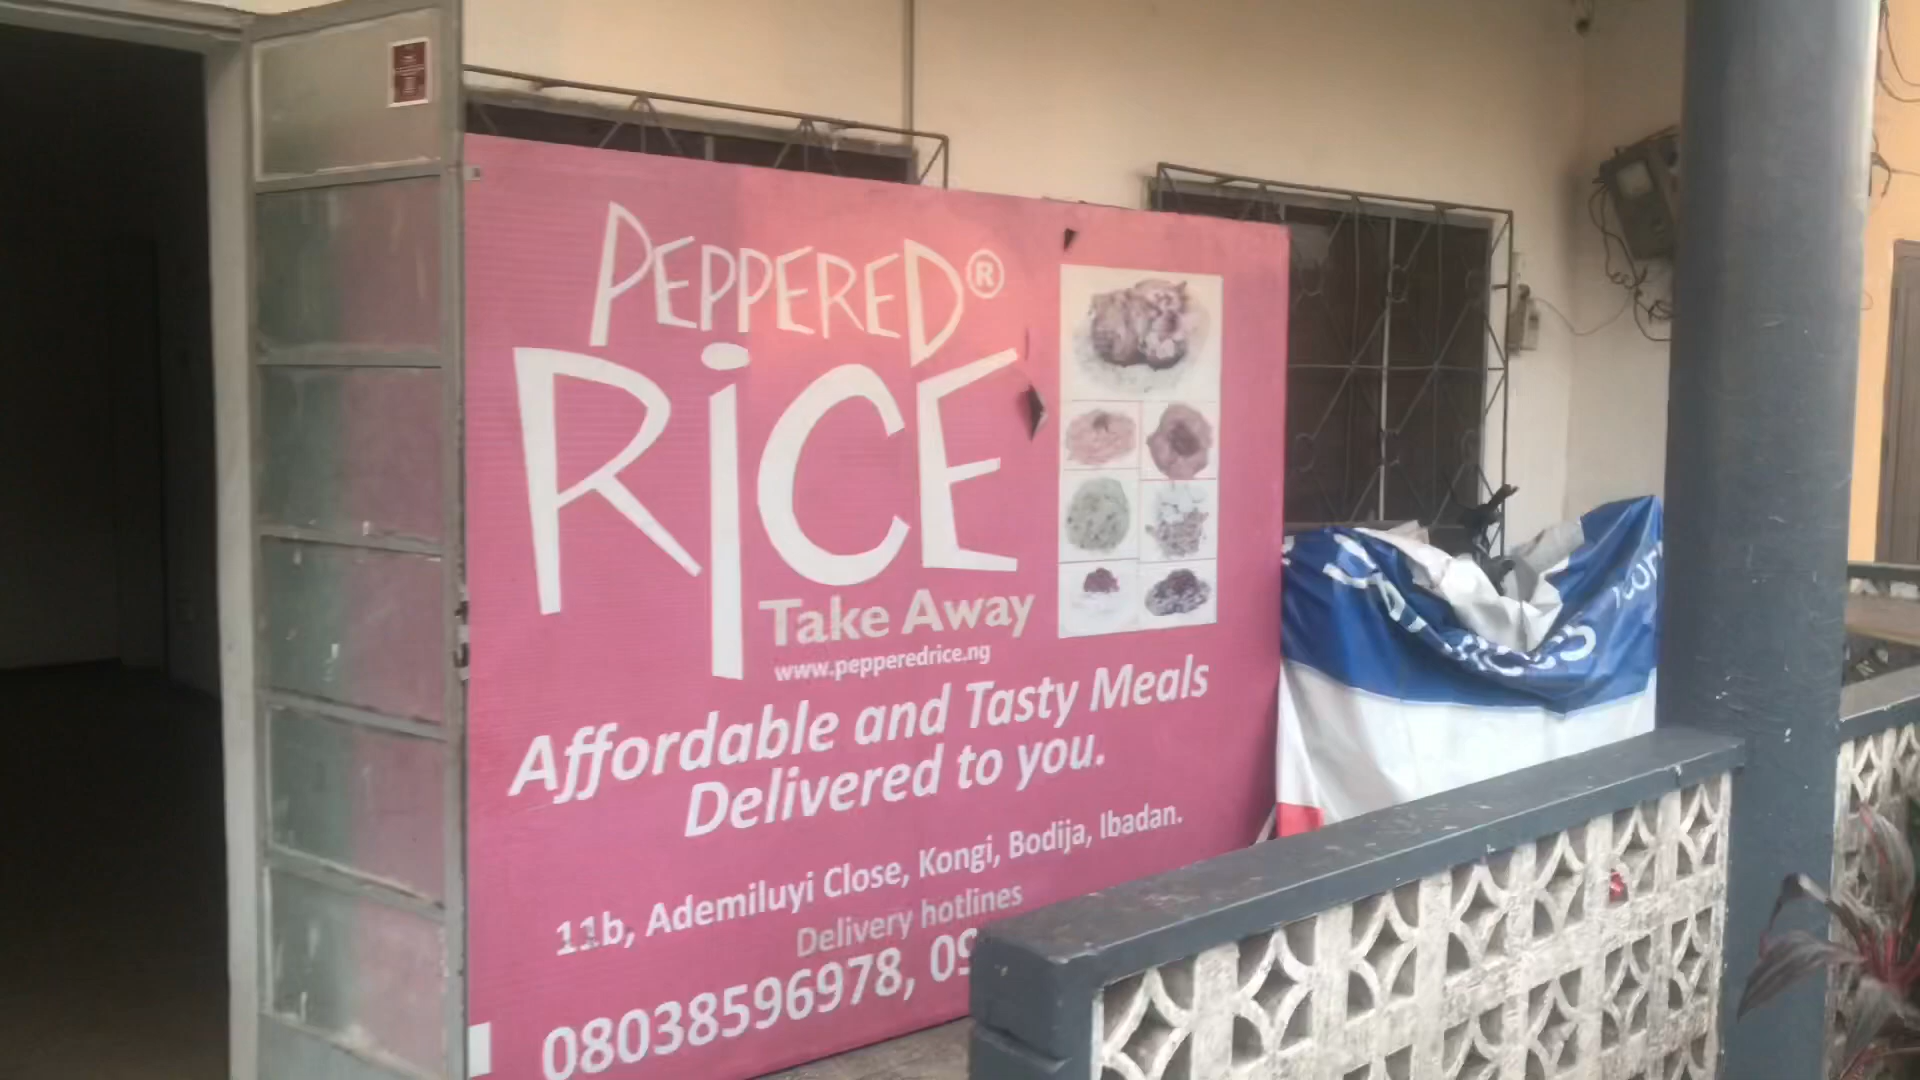 PEPPERED®
RiCE
Take Away
www.pepperedrice.ng
Affordable and Tasty Meals
Delivered to you.
11b, Ademiluyi Close, Kongi, Bodija, Ibadan.
Delivery hotlines
08038596978, 09